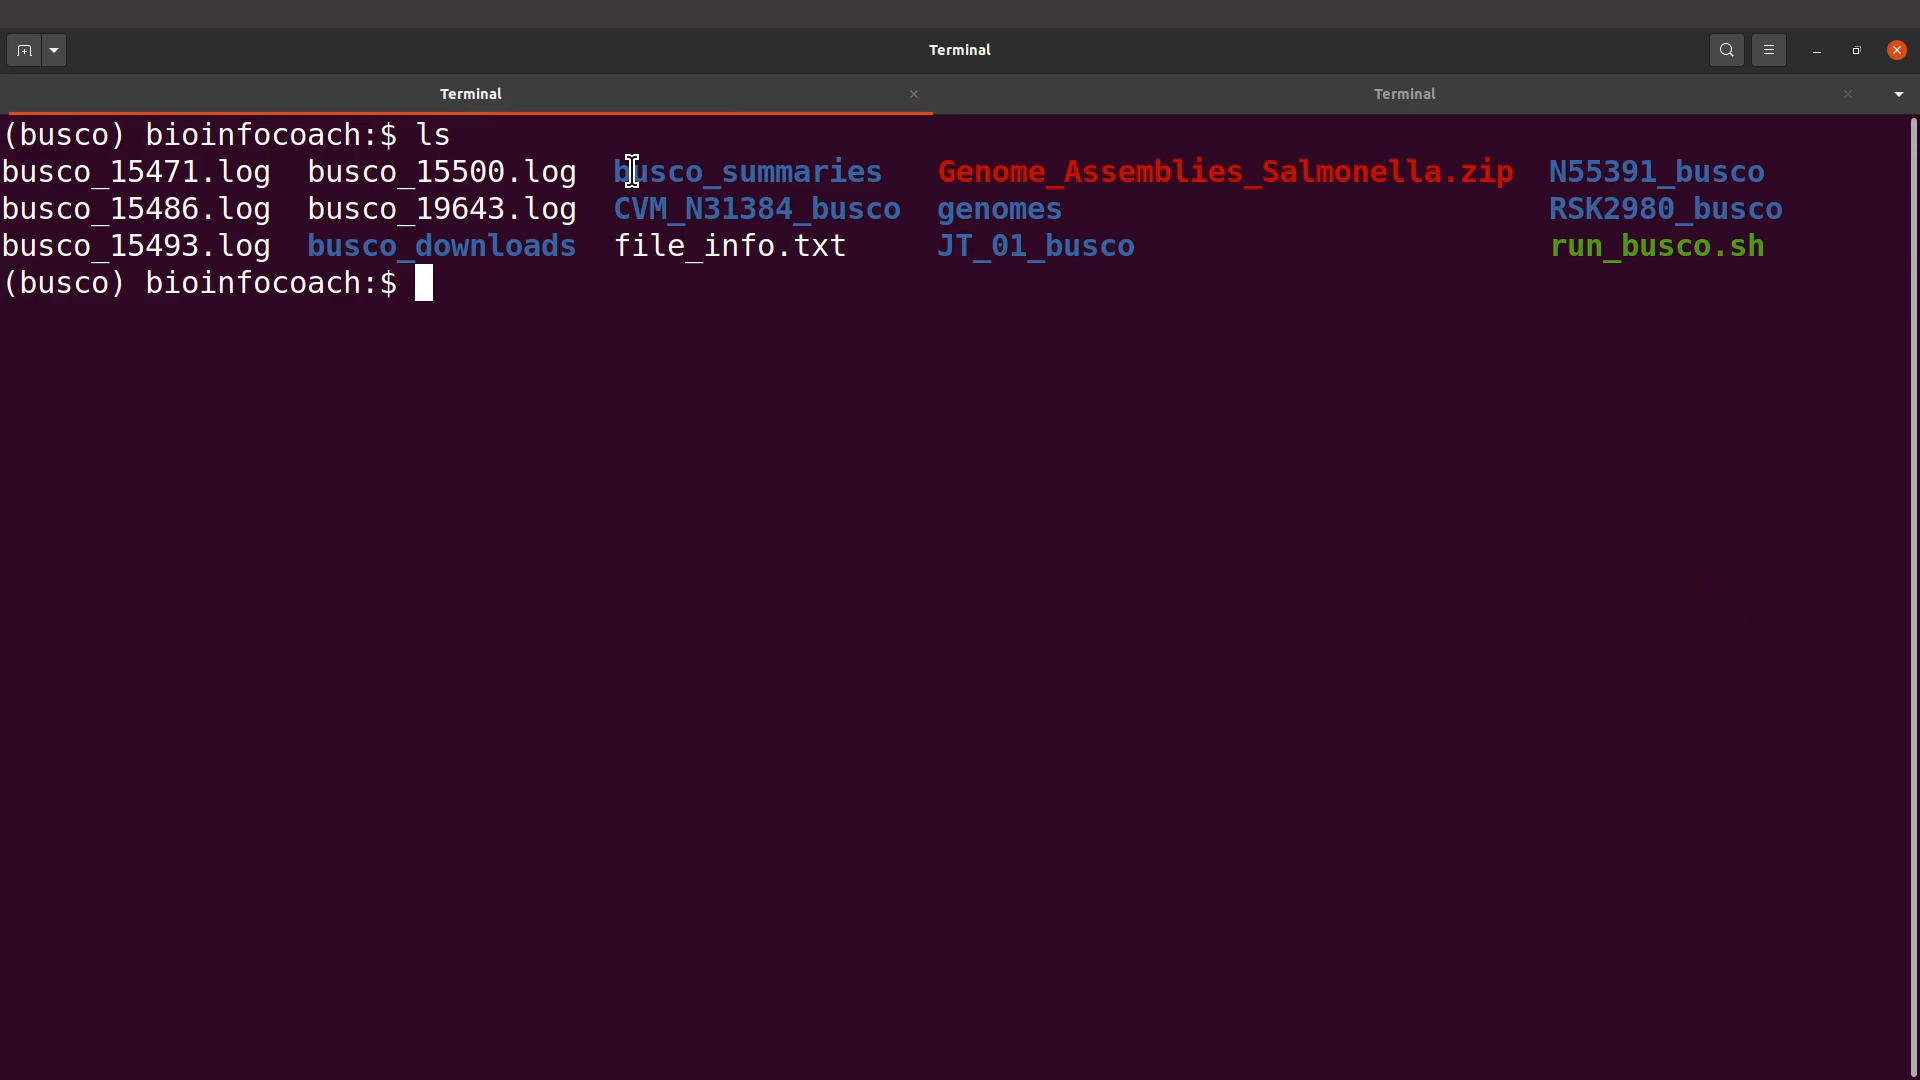 Terminal
Terminal Terminal
(busco) bioinfocoach:$ ls
busco_15471.log busco_15500.log busco_summaries Genome_Assemblies_Salmonella.zip N55391_busco
busco_15486.log busco_19643.log CVM_N31384_busco genomes RSK2980_busco
busco_15493.log busco_downloads file_info.txt JT_01_busco run_busco.sh
(busco) bioinfocoach:$